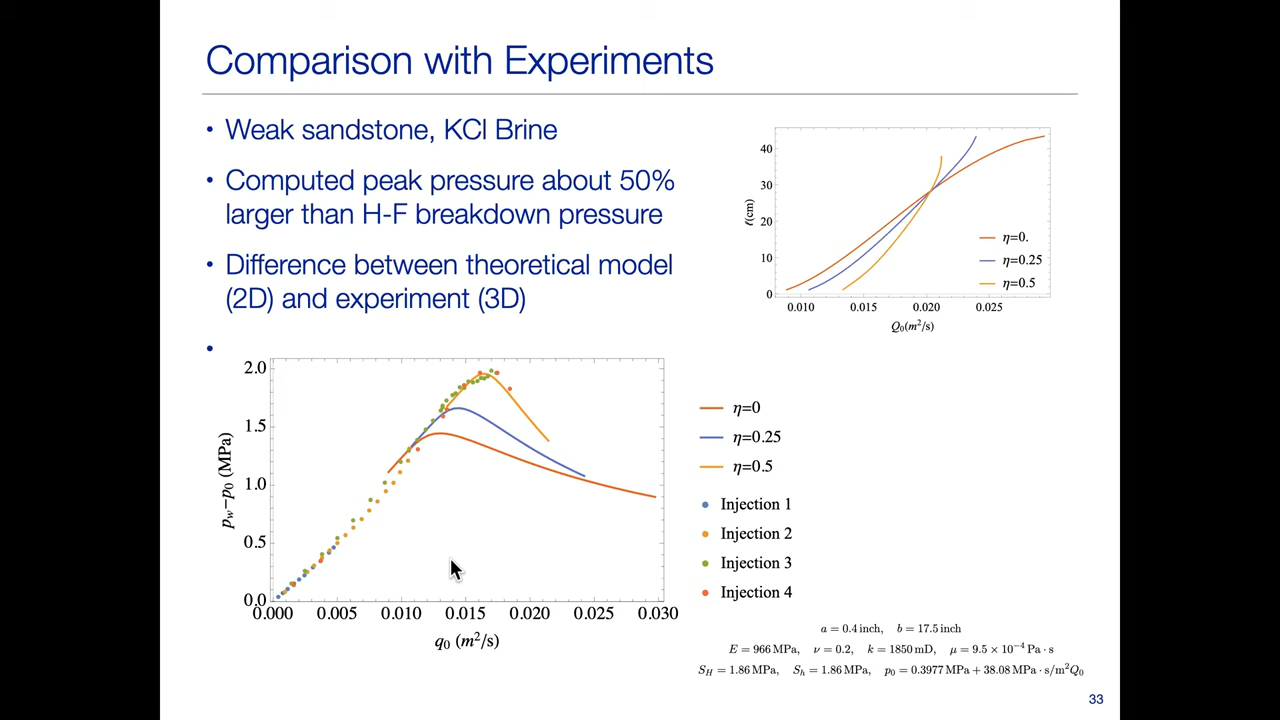 Comparison with Experiments
• Weak sandstone, KCl Brine
• Computed peak pressure about 50%
larger than H-F breakdown pressure
• Difference between theoretical model
(2D) and experiment (3D)
•
40
30
20
10
0
ℓ(cm)
0.010 0.015 0.020 0.025
Q₀(m²/s)
η=0.
η=0.25
η=0.5
2.0
1.5
1.0
0.5
0.0
p_w−p₀ (MPa)
0.000 0.005 0.010 0.015 0.020 0.025 0.030
q₀ (m²/s)
η=0
η=0.25
η=0.5
Injection 1
Injection 2
Injection 3
Injection 4
a = 0.4 inch, b = 17.5 inch
E = 966 MPa, ν = 0.2, k = 1850 mD, μ = 9.5 × 10⁻⁴ Pa · s
S_H = 1.86 MPa, S_h = 1.86 MPa, p₀ = 0.3977 MPa + 38.08 MPa · s/m²Q₀
33